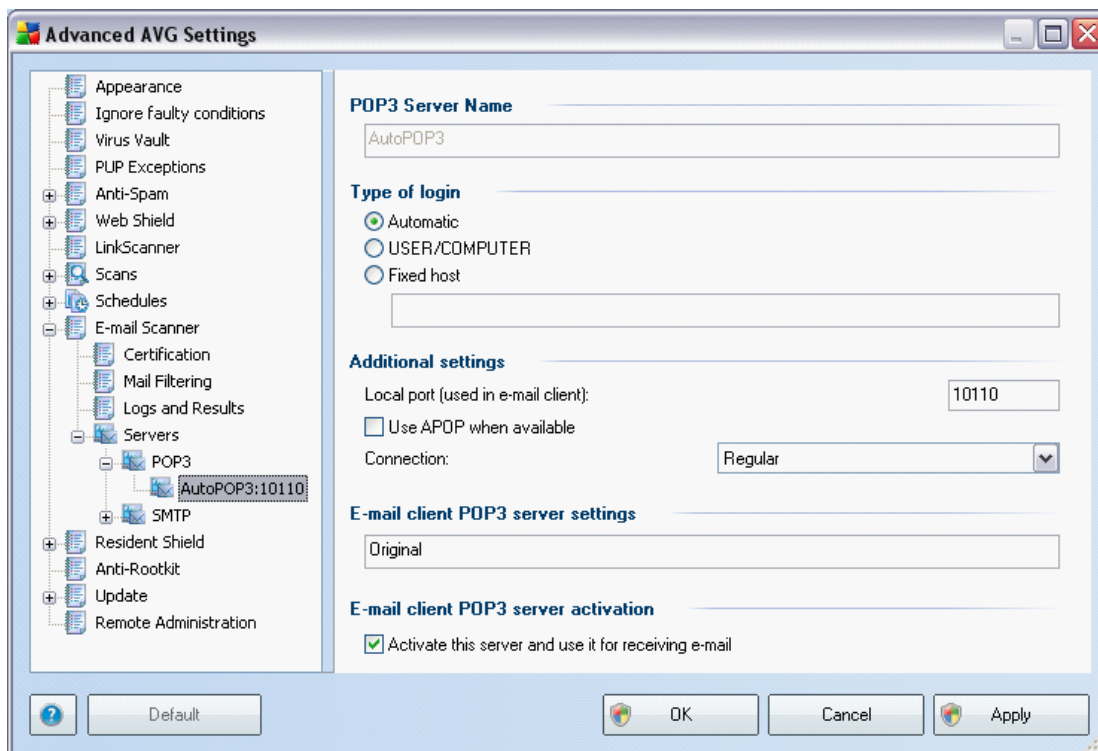 Advanced AVG Settings
Appearance
Ignore faulty conditions
Virus Vault
PUP Exceptions
Anti-Spam
Web Shield
LinkScanner
Scans
Schedules
E-mail Scanner
Certification
Mail Filtering
Logs and Results
Servers
POP3
AutoPOP3:10110
SMTP
Resident Shield
Anti-Rootkit
Update
Remote Administration
POP3 Server Name
AutoPOP3
Type of login
Automatic
USER/COMPUTER
Fixed host
Additional settings
Local port (used in e-mail client):
10110
Use APOP when available
Connection:
Regular
E-mail client POP3 server settings
Original
E-mail client POP3 server activation
Activate this server and use it for receiving e-mail
Default
OK
Cancel
Apply